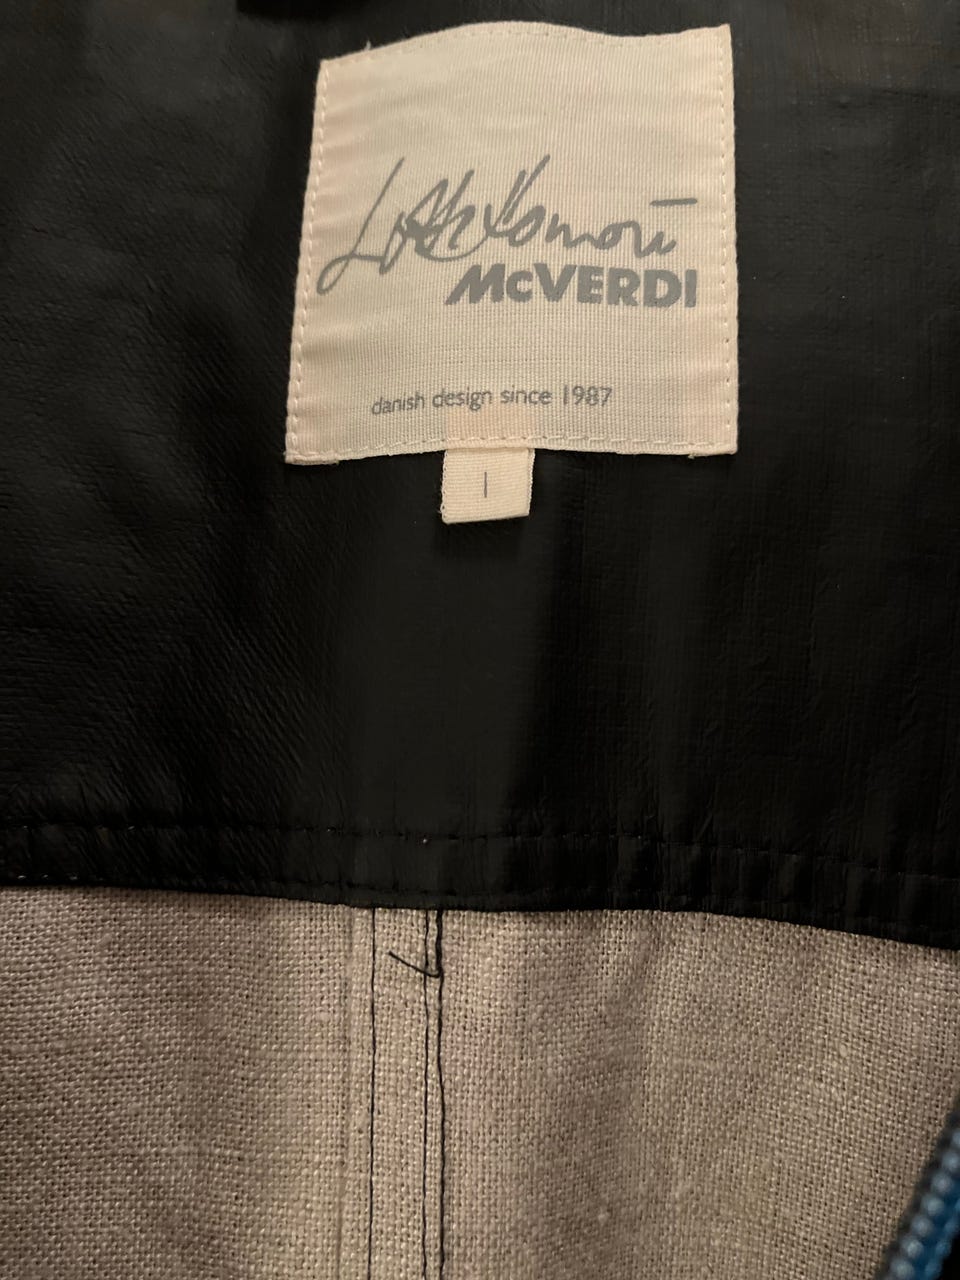 McVERDI
danish design since 1987
I